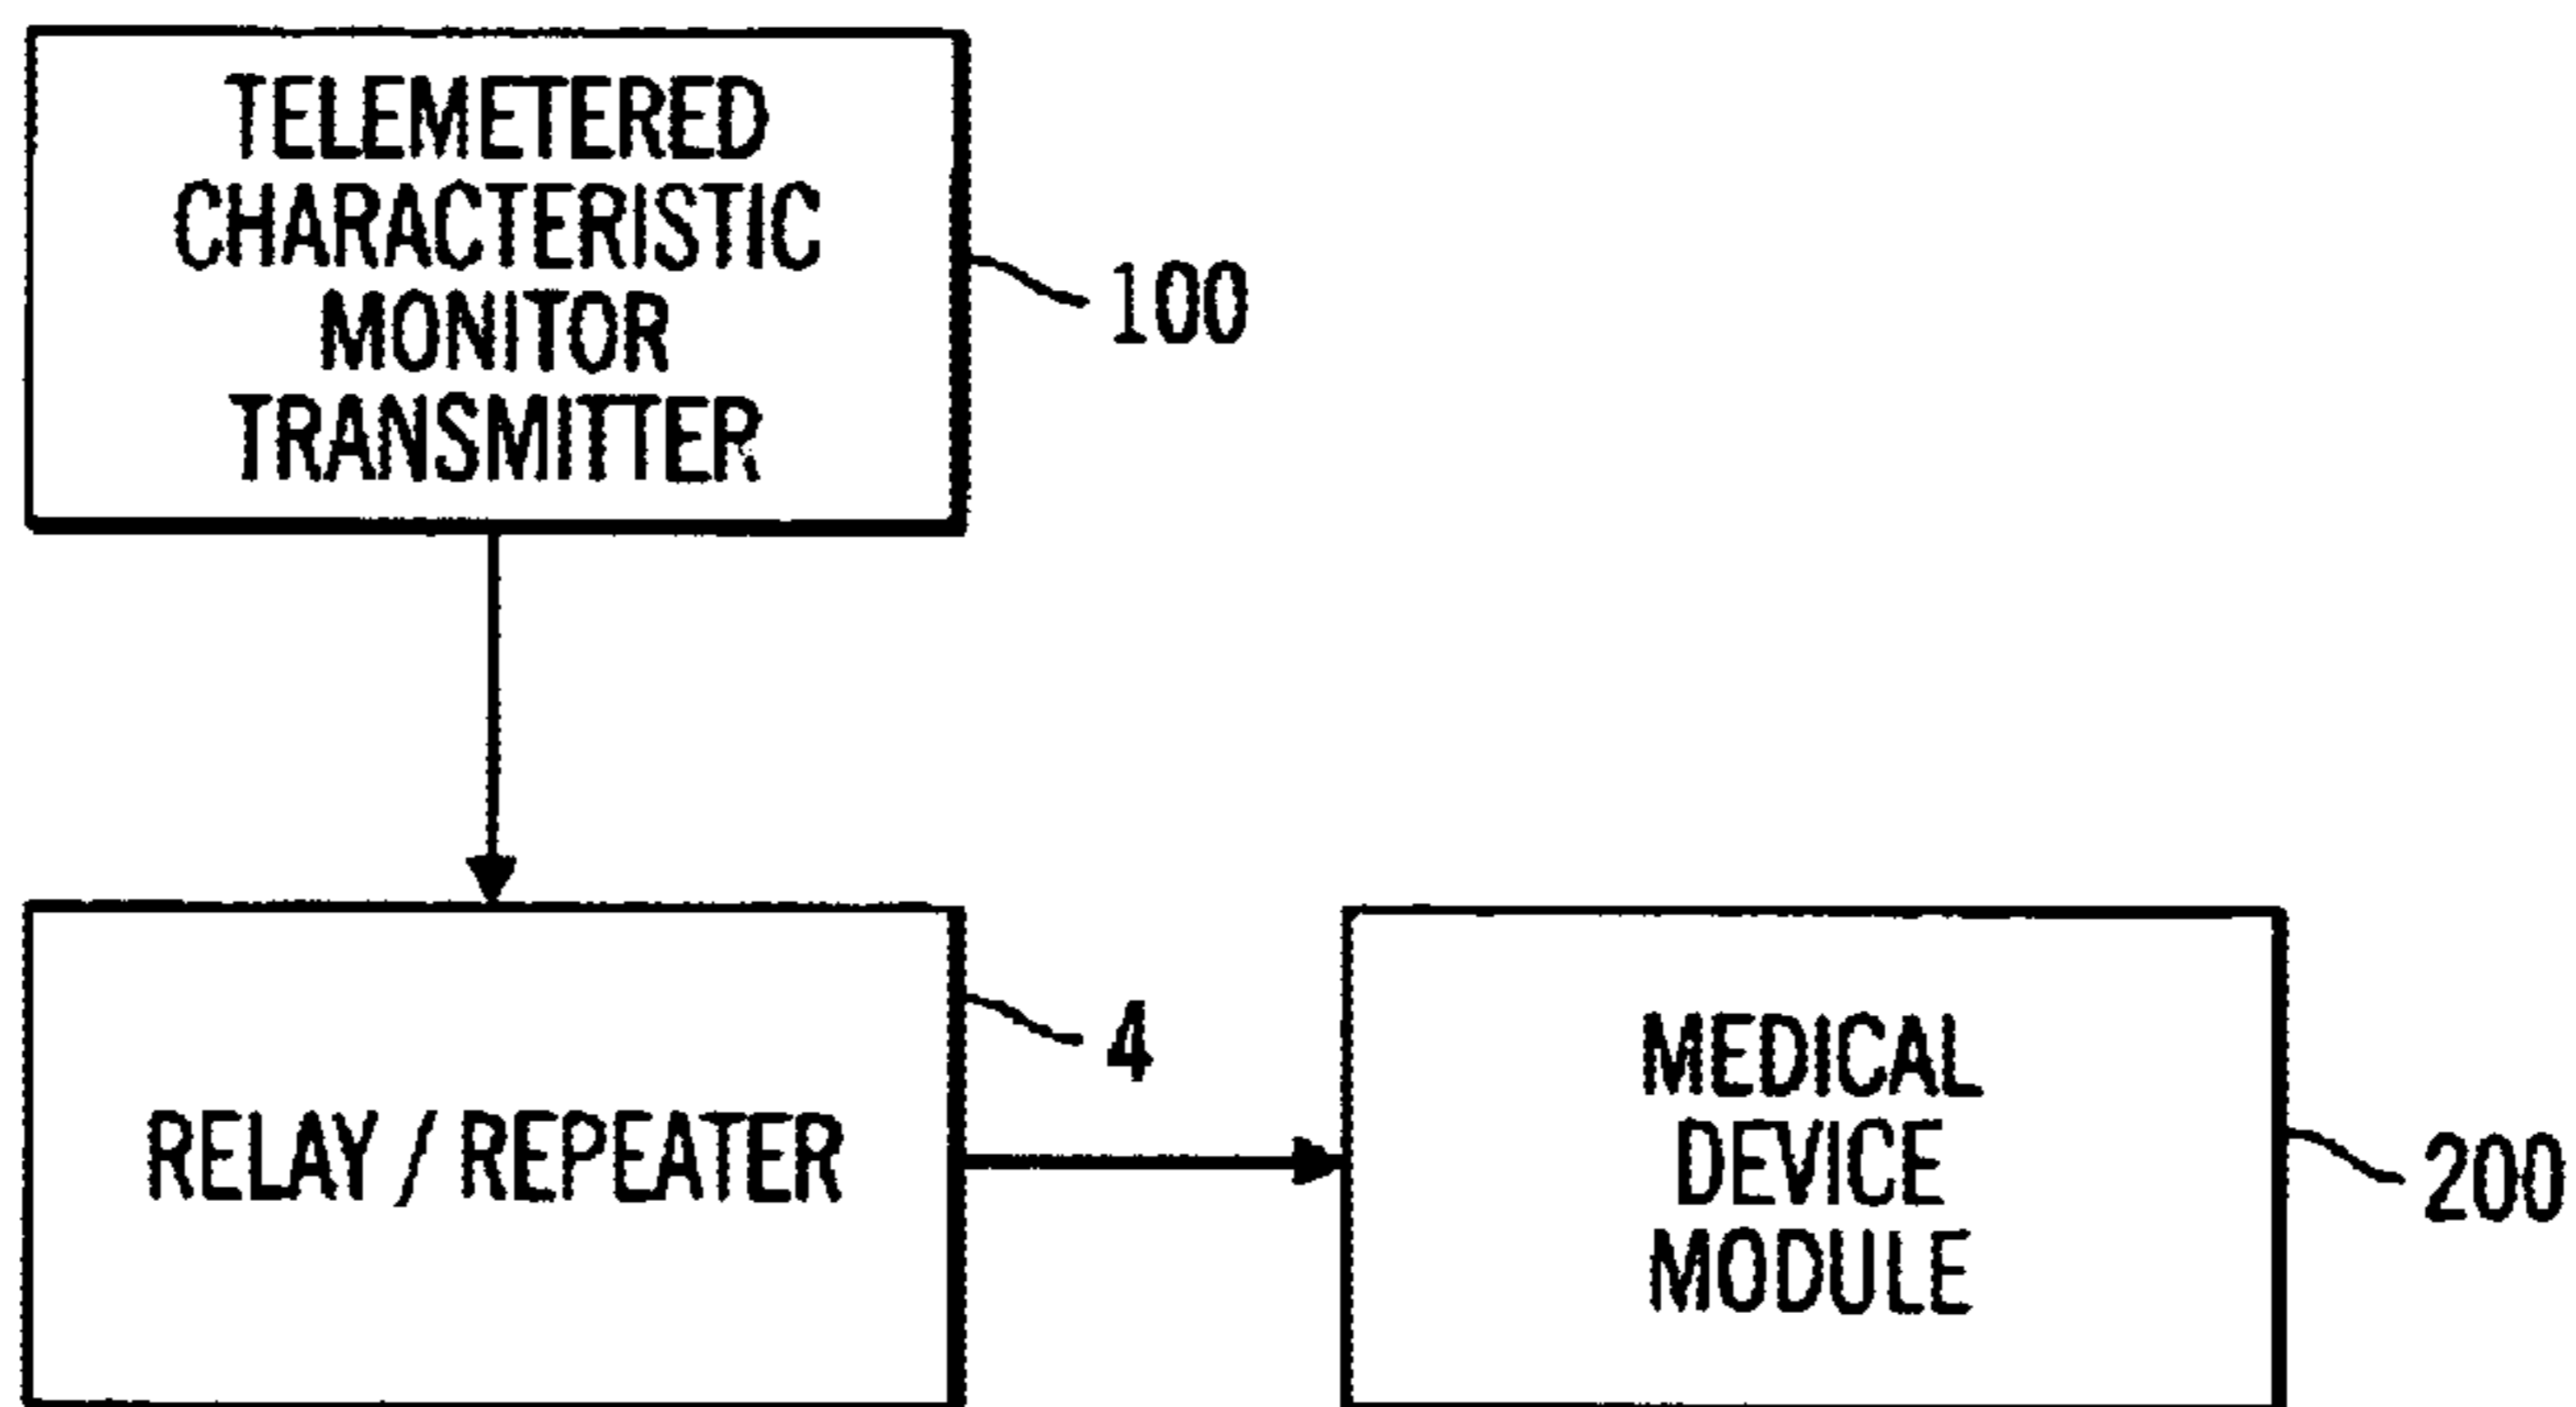 TELEMETERED
CHARACTERISTIC
MONITOR
TRANSMITTER
100
RELAY / REPEATER
4
MEDICAL
DEVICE
MODULE
200